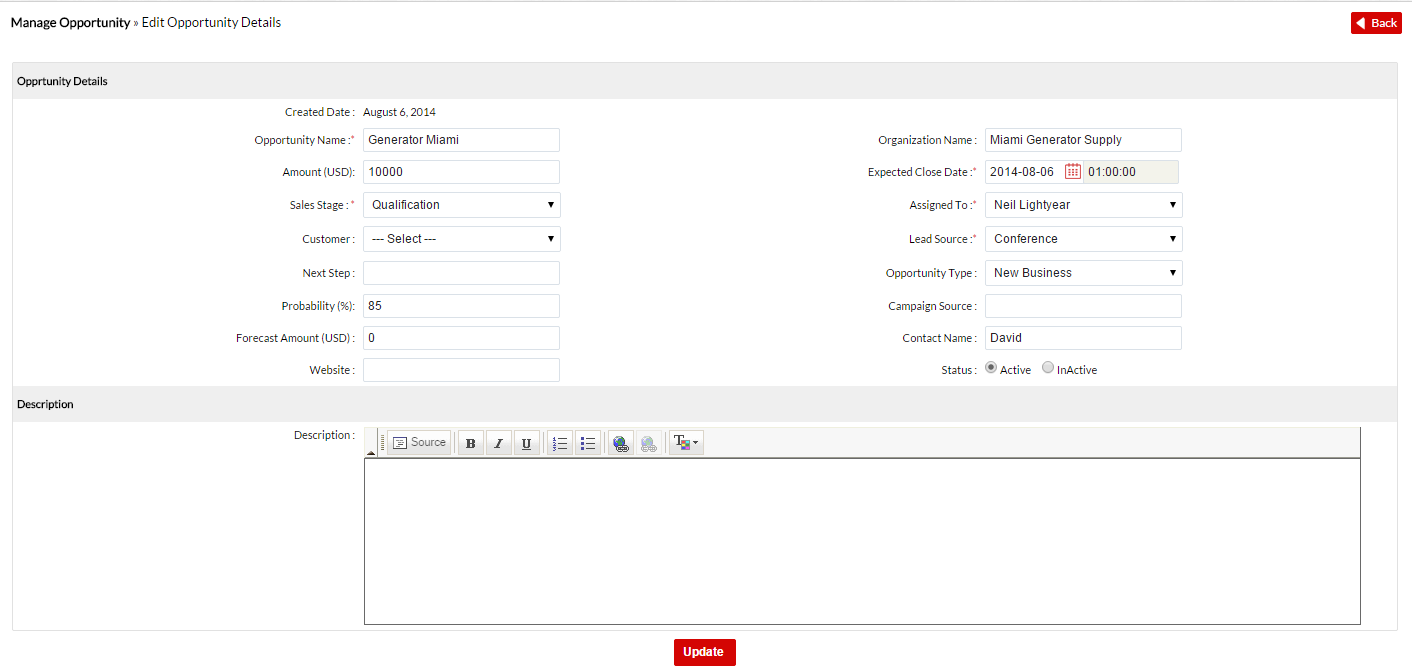 Manage Opportunity » Edit Opportunity Details
Back
Opprtunity Details
Created Date : August 6, 2014
Opportunity Name :* Generator Miami
Organization Name : Miami Generator Supply
Amount (USD): 10000
Expected Close Date :* 2014-08-06 01:00:00
Sales Stage : * Qualification
Assigned To :* Neil Lightyear
Customer : --- Select ---
Lead Source :* Conference
Next Step :
Opportunity Type : New Business
Probability (%): 85
Campaign Source :
Forecast Amount (USD) : 0
Contact Name : David
Website :
Status : Active InActive
Description
Description :
Source B I U T
Update